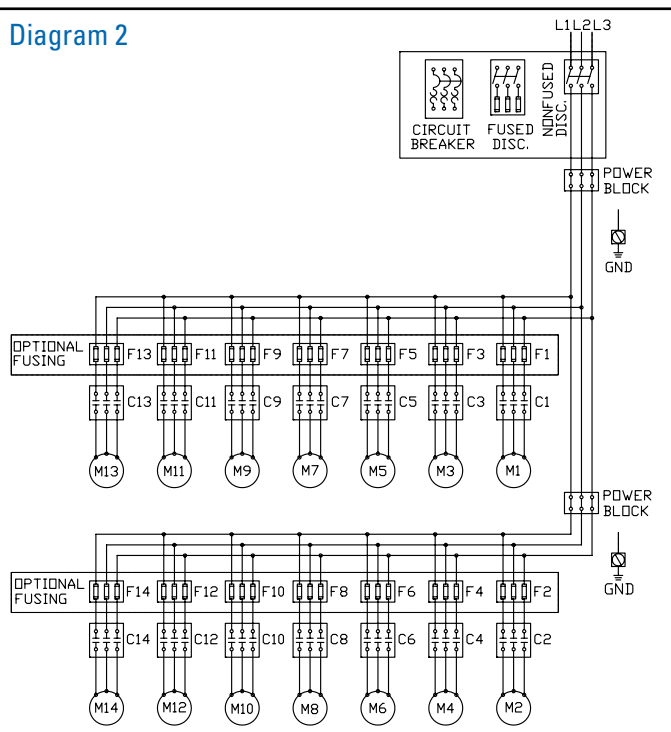 Diagram 2
L1L2L3
CIRCUIT
BREAKER
FUSED
DISC.
NONFUSED
DISC.
POWER
BLOCK
GND
OPTIONAL
FUSING
F13 F11 F9 F7 F5 F3 F1
C13 C11 C9 C7 C5 C3 C1
M13 M11 M9 M7 M5 M3 M1
POWER
BLOCK
GND
OPTIONAL
FUSING
F14 F12 F10 F8 F6 F4 F2
C14 C12 C10 C8 C6 C4 C2
M14 M12 M10 M8 M6 M4 M2